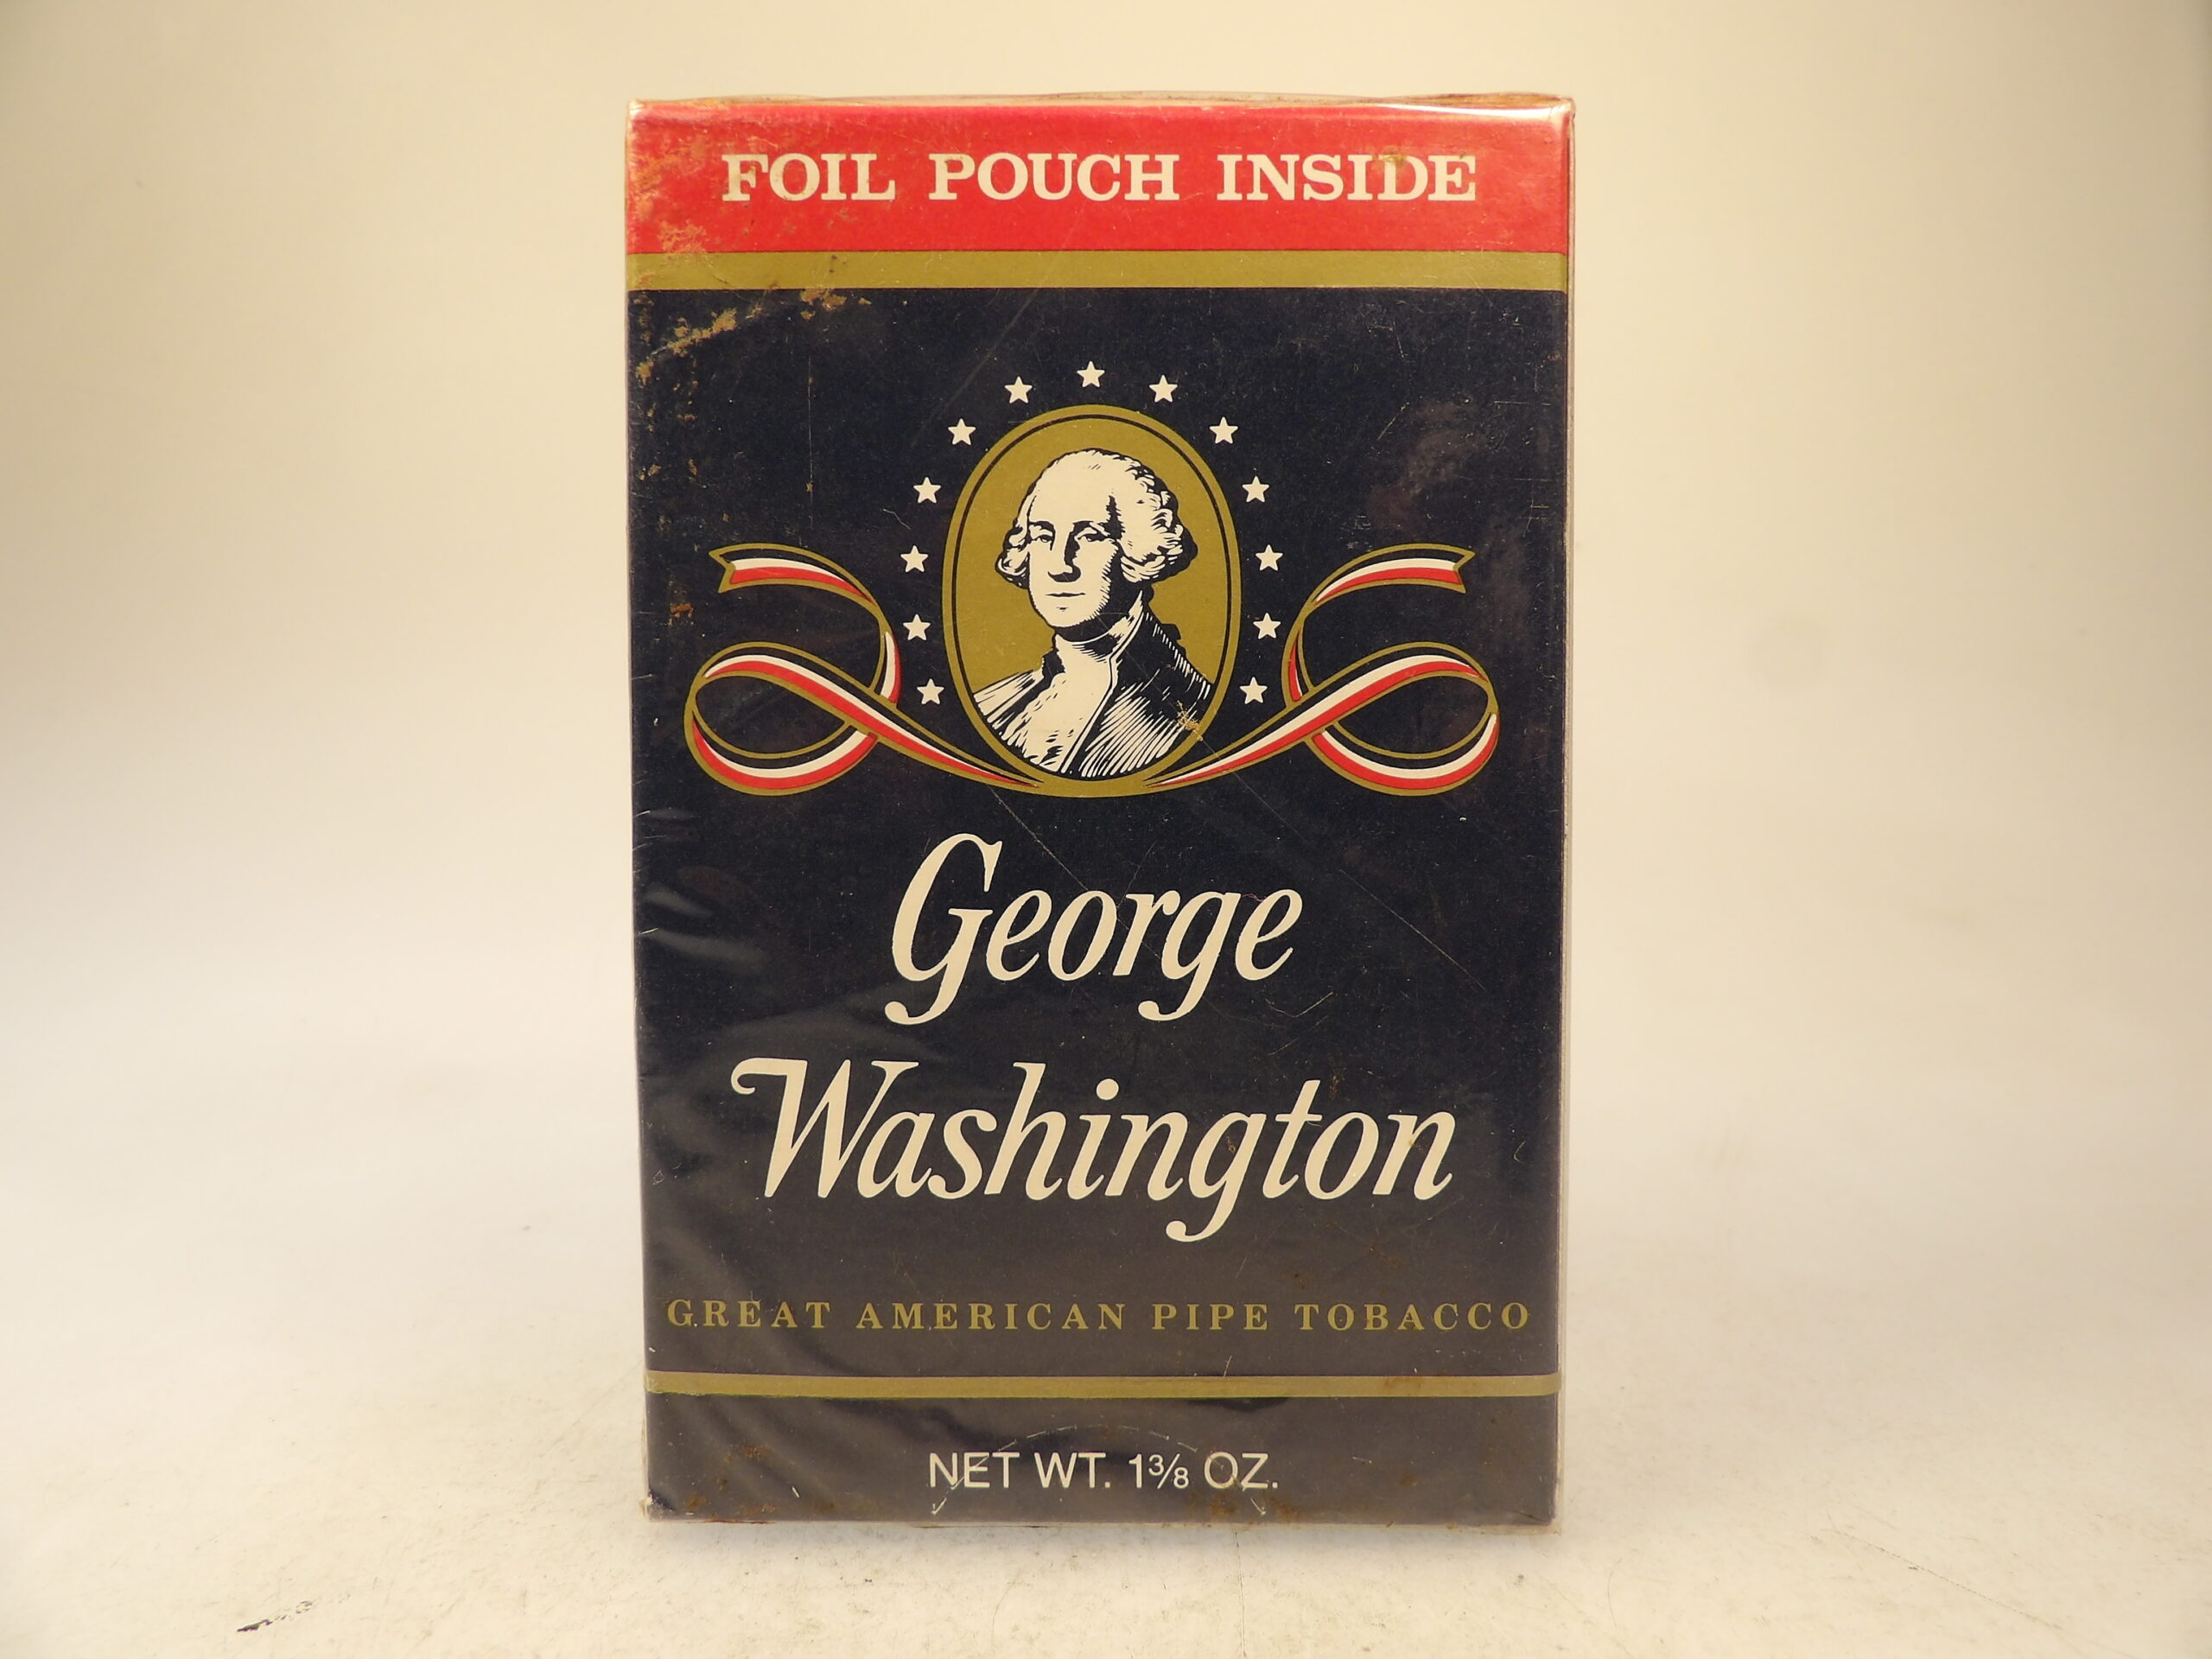 FOIL POUCH INSIDE
George
Washington
GREAT AMERICAN PIPE TOBACCO
NET WT. 1⅜ OZ.